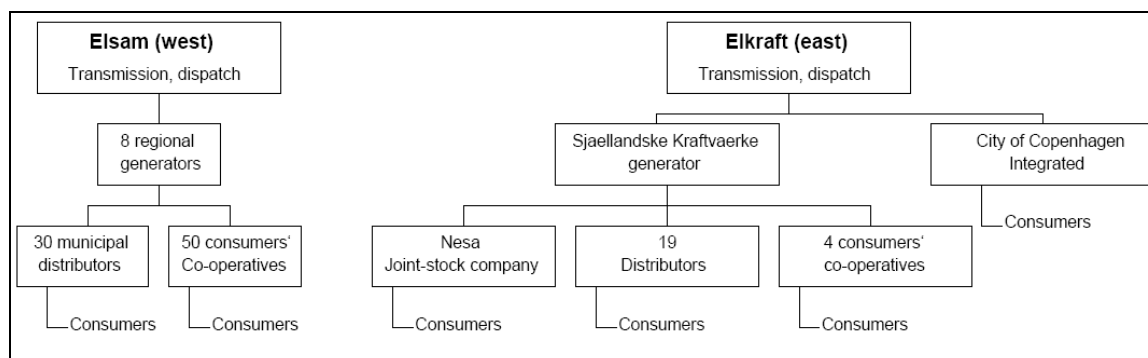 Elsam (west)
Transmission, dispatch
8 regional
generators
30 municipal
distributors
50 consumers‘
Co-operatives
Consumers
Consumers
Elkraft (east)
Transmission, dispatch
Sjaellandske Kraftvaerke
generator
City of Copenhagen
Integrated
Consumers
Nesa
Joint-stock company
19
Distributors
4 consumers‘
co-operatives
Consumers
Consumers
Consumers